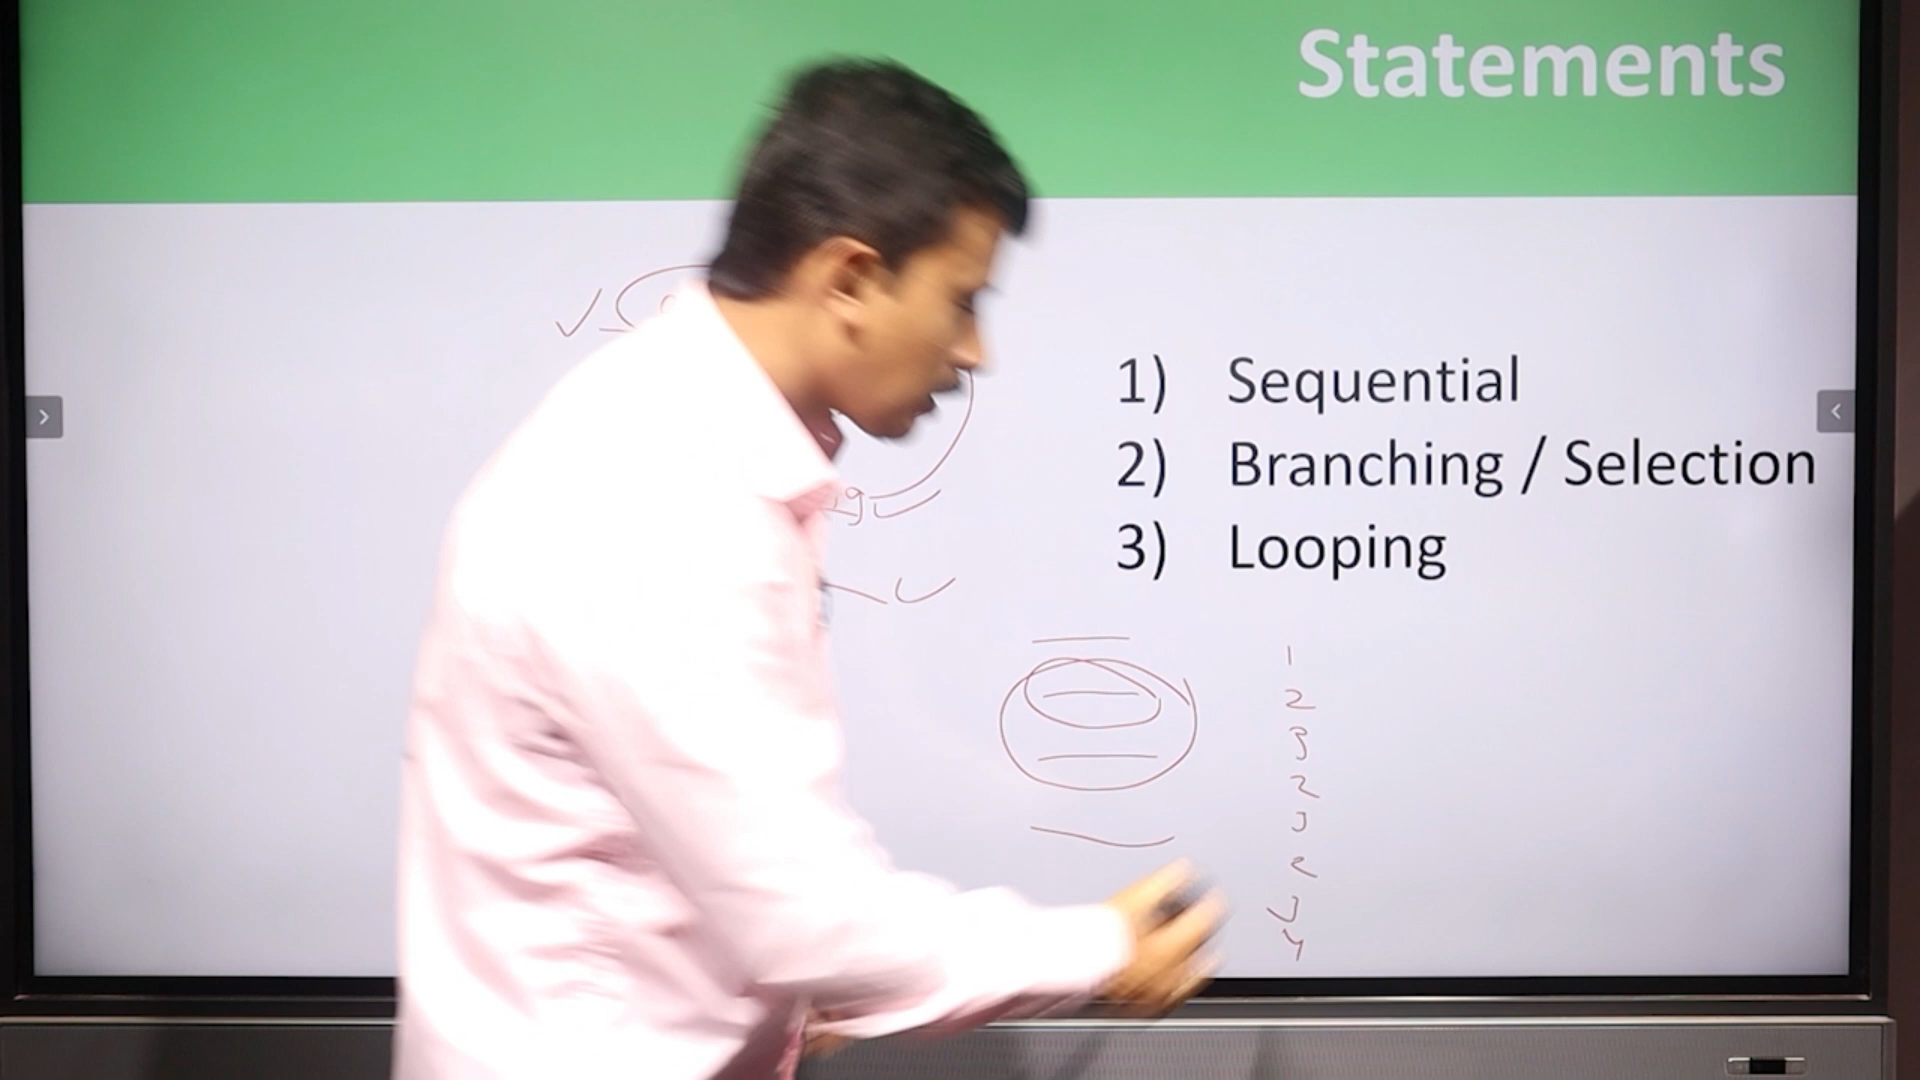 Statements
1) Sequential
2) Branching / Selection
3) Looping
1
2
3
2
3
2
3
4